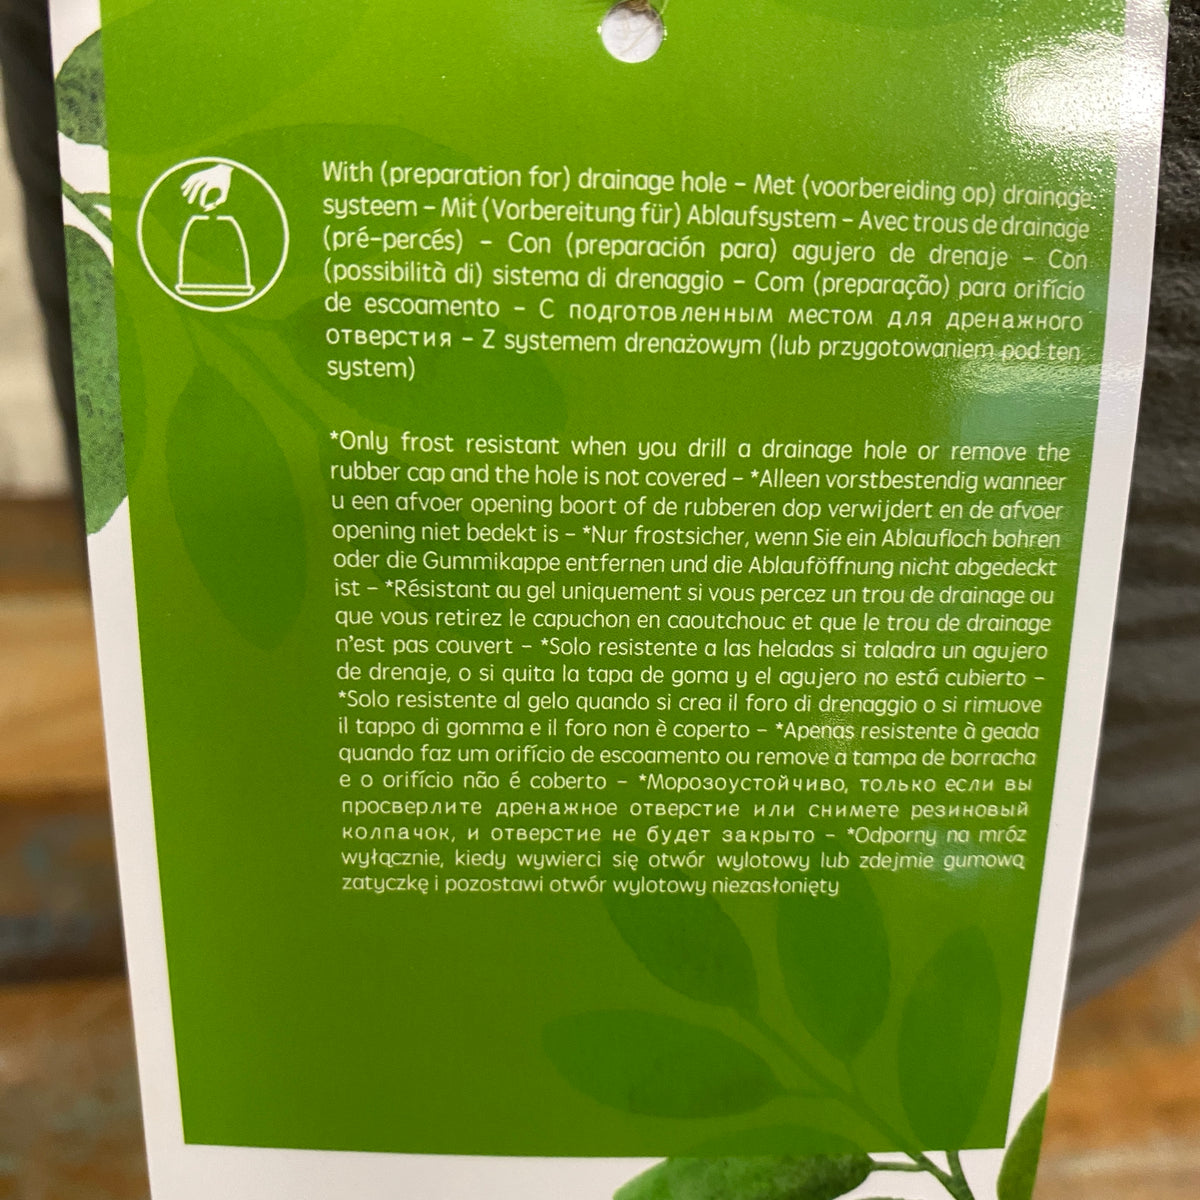 With (preparation for) drainage hole – Met (voorbereiding op) drainage
systeem – Mit (Vorbereitung für) Ablaufsystem – Avec trous de drainage
(pré-percés) – Con (preparación para) agujero de drenaje – Con
(possibilità di) sistema di drenaggio – Com (preparação) para orifício
de escoamento – С подготовленным местом для дренажного
отверстия – Z systemem drenażowym (lub przygotowaniem pod ten
system)
*Only frost resistant when you drill a drainage hole or remove the
rubber cap and the hole is not covered – *Alleen vorstbestendig wanneer
u een afvoer opening boort of de rubberen dop verwijdert en de afvoer
opening niet bedekt is – *Nur frostsicher, wenn Sie ein Ablaufloch bohren
oder die Gummikappe entfernen und die Ablauföffnung nicht abgedeckt
ist – *Résistant au gel uniquement si vous percez un trou de drainage ou
que vous retirez le capuchon en caoutchouc et que le trou de drainage
n'est pas couvert – *Solo resistente a las heladas si taladra un agujero
de drenaje, o si quita la tapa de goma y el agujero no está cubierto –
*Solo resistente al gelo quando si crea il foro di drenaggio o si rimuove
il tappo di gomma e il foro non è coperto – *Apenas resistente à geada
quando faz um orifício de escoamento ou remove a tampa de borracha
e o orifício não é coberto – *Морозоустойчиво, только если вы
просверлите дренажное отверстие или снимете резиновый
колпачок, и отверстие не будет закрыто – *Odporny na mróz
wyłącznie, kiedy wywierci się otwór wylotowy lub zdejmie gumową
zatyczkę i pozostawi otwór wylotowy niezasłonięty